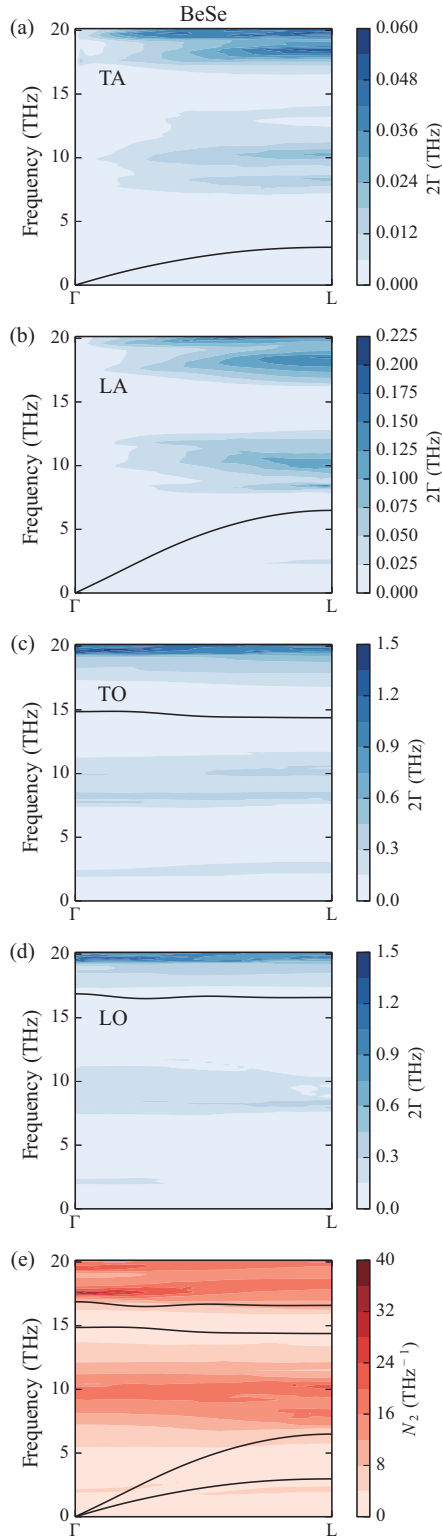 BeSe
(a)
TA
Frequency (THz)
20
15
10
5
0
Γ
L
0.060
0.048
0.036
0.024
0.012
0.000
2Γ (THz)
(b)
LA
Frequency (THz)
20
15
10
5
0
Γ
L
0.225
0.200
0.175
0.150
0.125
0.100
0.075
0.050
0.025
0.000
2Γ (THz)
(c)
TO
Frequency (THz)
20
15
10
5
0
Γ
L
1.5
1.2
0.9
0.6
0.3
0.0
2Γ (THz)
(d)
LO
Frequency (THz)
20
15
10
5
0
Γ
L
1.5
1.2
0.9
0.6
0.3
0.0
2Γ (THz)
(e)
Frequency (THz)
20
15
10
5
0
Γ
L
40
32
24
16
8
0
N₂ (THz⁻¹)